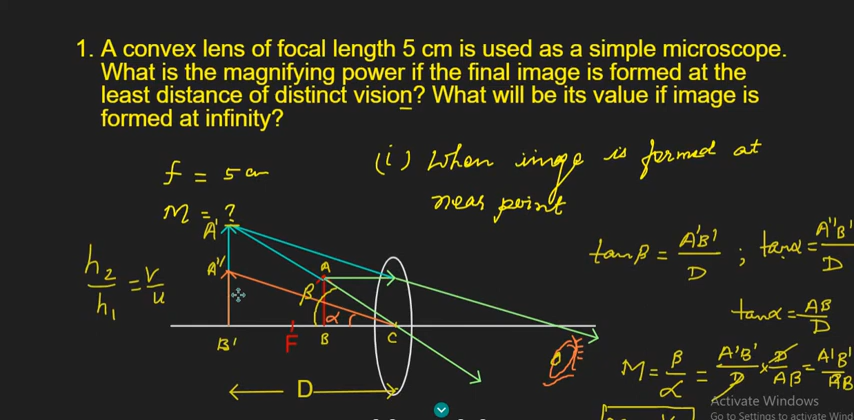 1. A convex lens of focal length 5 cm is used as a simple microscope.
What is the magnifying power if the final image is formed at the
least distance of distinct vision? What will be its value if image is
formed at infinity?
f = 5 cm
M = ?
(i) When image is formed at
near point
h2/h1 = v/u
A'
A''
A
β
α
B'
F
B
C
D
tanβ = A'B'/D ; tanα = A''B'/D
tanα = AB/D
M = β/α = A'B'/D × D/AB = A'B'/AB
Activate Windows
Go to Settings to activate Wind